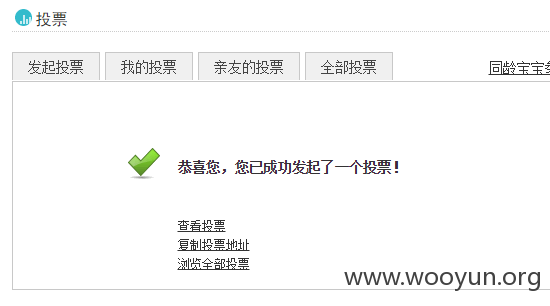 投票
发起投票 我的投票 亲友的投票 全部投票 同龄宝宝
恭喜您，您已成功发起了一个投票！
查看投票
复制投票地址
浏览全部投票
www.wooyun.org